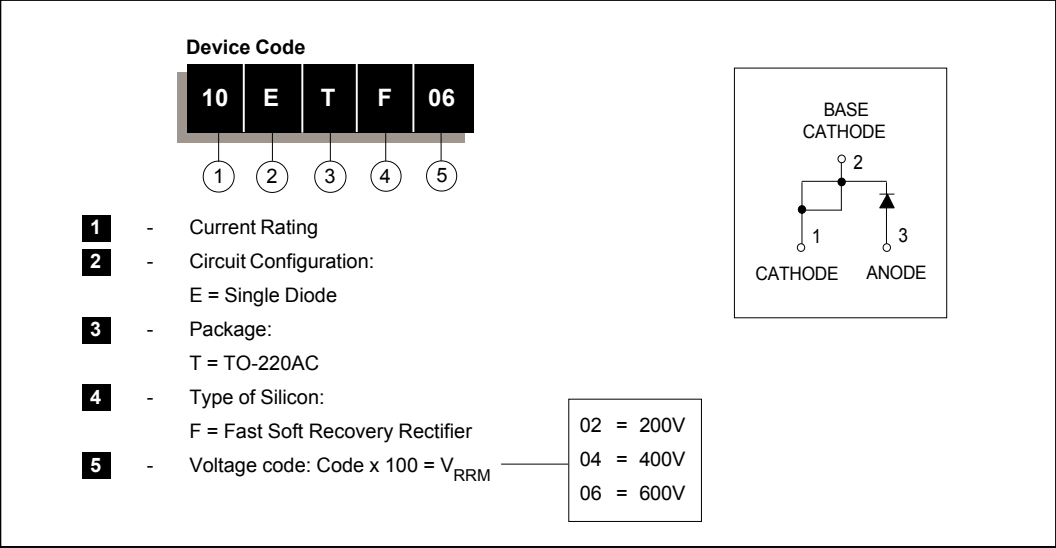 Device Code
10 E T F 06
1 2 3 4 5
1 - Current Rating
2 - Circuit Configuration:
E = Single Diode
3 - Package:
T = TO-220AC
4 - Type of Silicon:
F = Fast Soft Recovery Rectifier
5 - Voltage code: Code x 100 = VRRM
02 = 200V
04 = 400V
06 = 600V
BASE
CATHODE
2
1 3
CATHODE ANODE